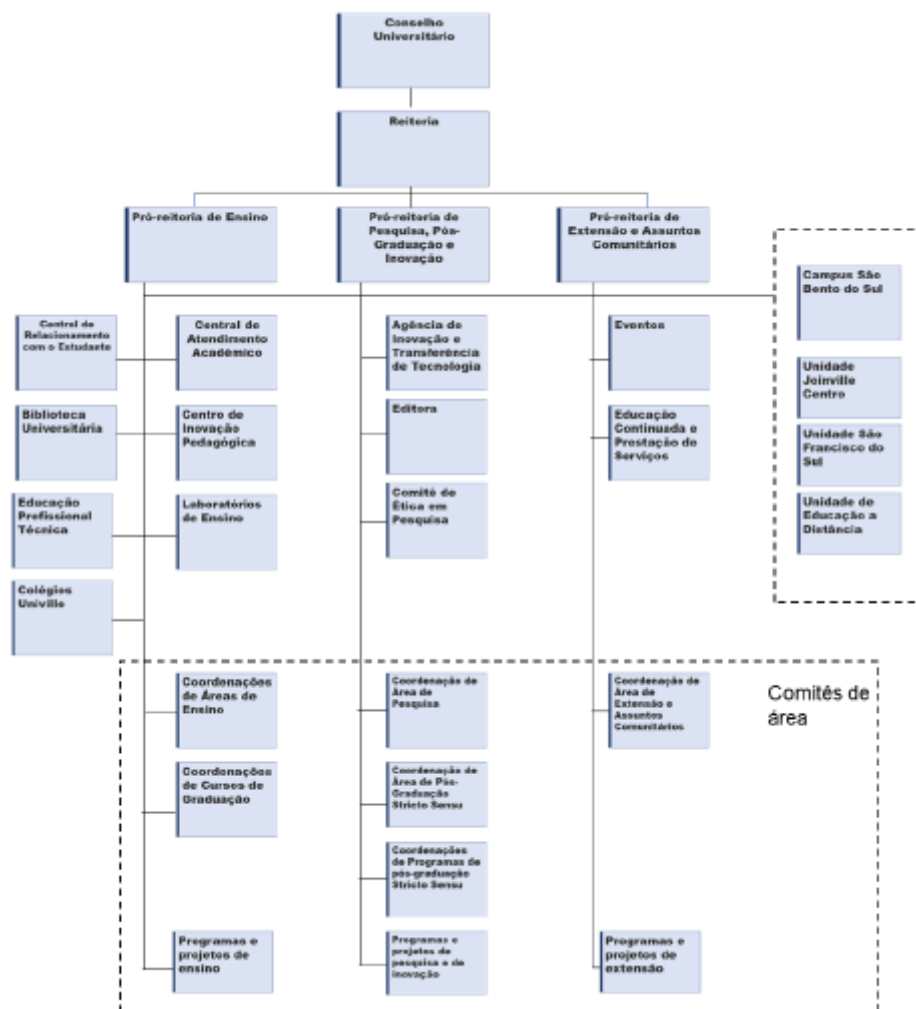 Conselho
Universitário
Reitoria
Pró-reitoria de Ensino
Pró-reitoria de
Pesquisa, Pós-
Graduação e
Inovação
Pró-reitoria de
Extensão e Assuntos
Comunitários
Campus São
Bento do Sul
Unidade
Joinville
Centro
Unidade São
Francisco do
Sul
Unidade de
Educação a
Distância
Central de
Relacionamento
com o Estudante
Central de
Atendimento
Acadêmico
Biblioteca
Universitária
Centro de
Inovação
Pedagógica
Educação
Profissional
Técnica
Laboratórios
de Ensino
Colégios
Univille
Agência de
Inovação e
Transferência
de Tecnologia
Editora
Comitê de
Ética em
Pesquisa
Eventos
Educação
Continuada e
Prestação de
Serviços
Comitês de
área
Coordenações
de Áreas de
Ensino
Coordenações
de Cursos de
Graduação
Programas e
projetos de
ensino
Coordenação de
Área de
Pesquisa
Coordenação de
Área de Pós-
Graduação
Stricto Sensu
Coordenações
de Programas de
pós-graduação
Stricto Sensu
Programas e
projetos de
pesquisa e de
inovação
Coordenação de
Área de
Extensão e
Assuntos
Comunitários
Programas e
projetos de
extensão